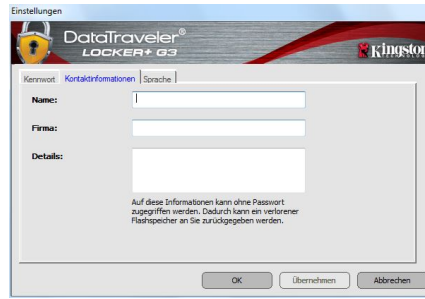 Einstellungen
DataTraveler®
LOCKER+ G3
Kingston
Kennwort Kontaktinformationen Sprache
Name:
Firma:
Details:
Auf diese Informationen kann ohne Passwort
zugegriffen werden. Dadurch kann ein verlorener
Flashspeicher an Sie zurückgegeben werden.
OK Übernehmen Abbrechen